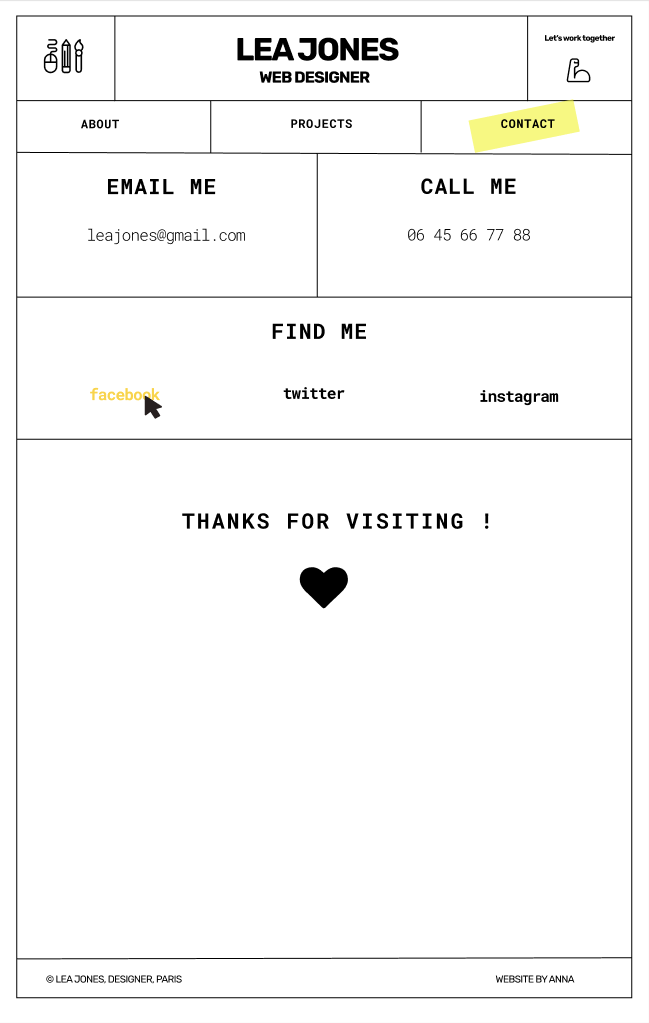 LEA JONES
WEB DESIGNER
Let's work together
ABOUT
PROJECTS
CONTACT
EMAIL ME
leajones@gmail.com
CALL ME
06 45 66 77 88
FIND ME
facebook
twitter
instagram
THANKS FOR VISITING !
© LEA JONES, DESIGNER, PARIS
WEBSITE BY ANNA